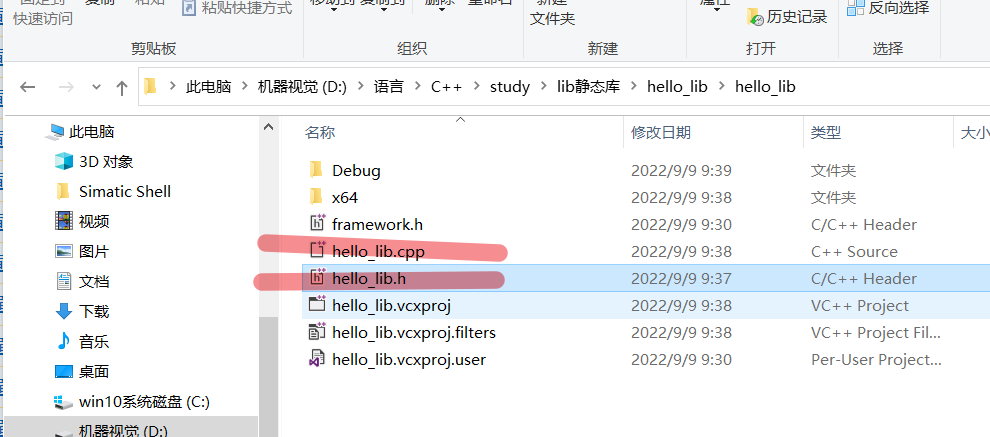 快速访问
粘贴快捷方式
文件夹
历史记录
反向选择
剪贴板
组织
新建
打开
选择
此电脑 > 机器视觉 (D:) > 语言 > C++ > study > lib静态库 > hello_lib > hello_lib
此电脑
3D 对象
Simatic Shell
视频
图片
文档
下载
音乐
桌面
win10系统磁盘 (C:)
机器视觉 (D:)
名称 修改日期 类型 大小
Debug 2022/9/9 9:39 文件夹
x64 2022/9/9 9:38 文件夹
framework.h 2022/9/9 9:30 C/C++ Header
hello_lib.cpp 2022/9/9 9:38 C++ Source
hello_lib.h 2022/9/9 9:37 C/C++ Header
hello_lib.vcxproj 2022/9/9 9:38 VC++ Project
hello_lib.vcxproj.filters 2022/9/9 9:38 VC++ Project Fil...
hello_lib.vcxproj.user 2022/9/9 9:30 Per-User Project...